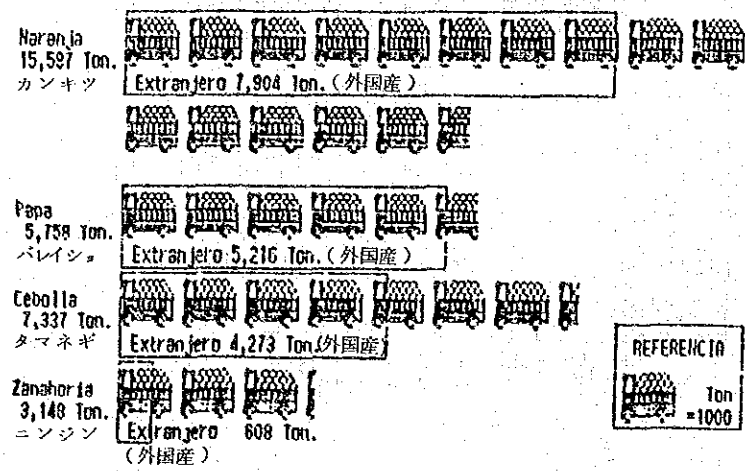 Naranja
15,597 Ton.
カンキツ
Extranjero 7,904 Ton.(外国産)
Papa
5,758 Ton.
バレイショ
Extranjero 5,216 Ton.(外国産)
Cebolla
7,337 Ton.
タマネギ
Extranjero 4,273 Ton.(外国産)
Zanahoria
3,148 Ton.
ニンジン
Extranjero 608 Ton.
(外国産)
REFERENCIA
Ton
=1000